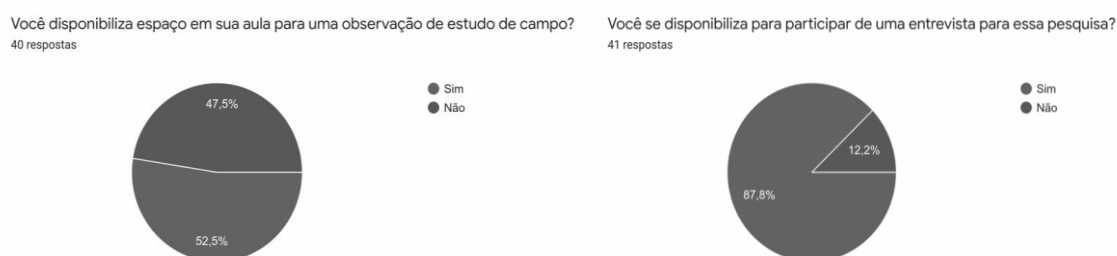 Você disponibiliza espaço em sua aula para uma observação de estudo de campo?
40 respostas
47,5%
52,5%
Sim
Não
Você se disponibiliza para participar de uma entrevista para essa pesquisa?
41 respostas
12,2%
87,8%
Sim
Não